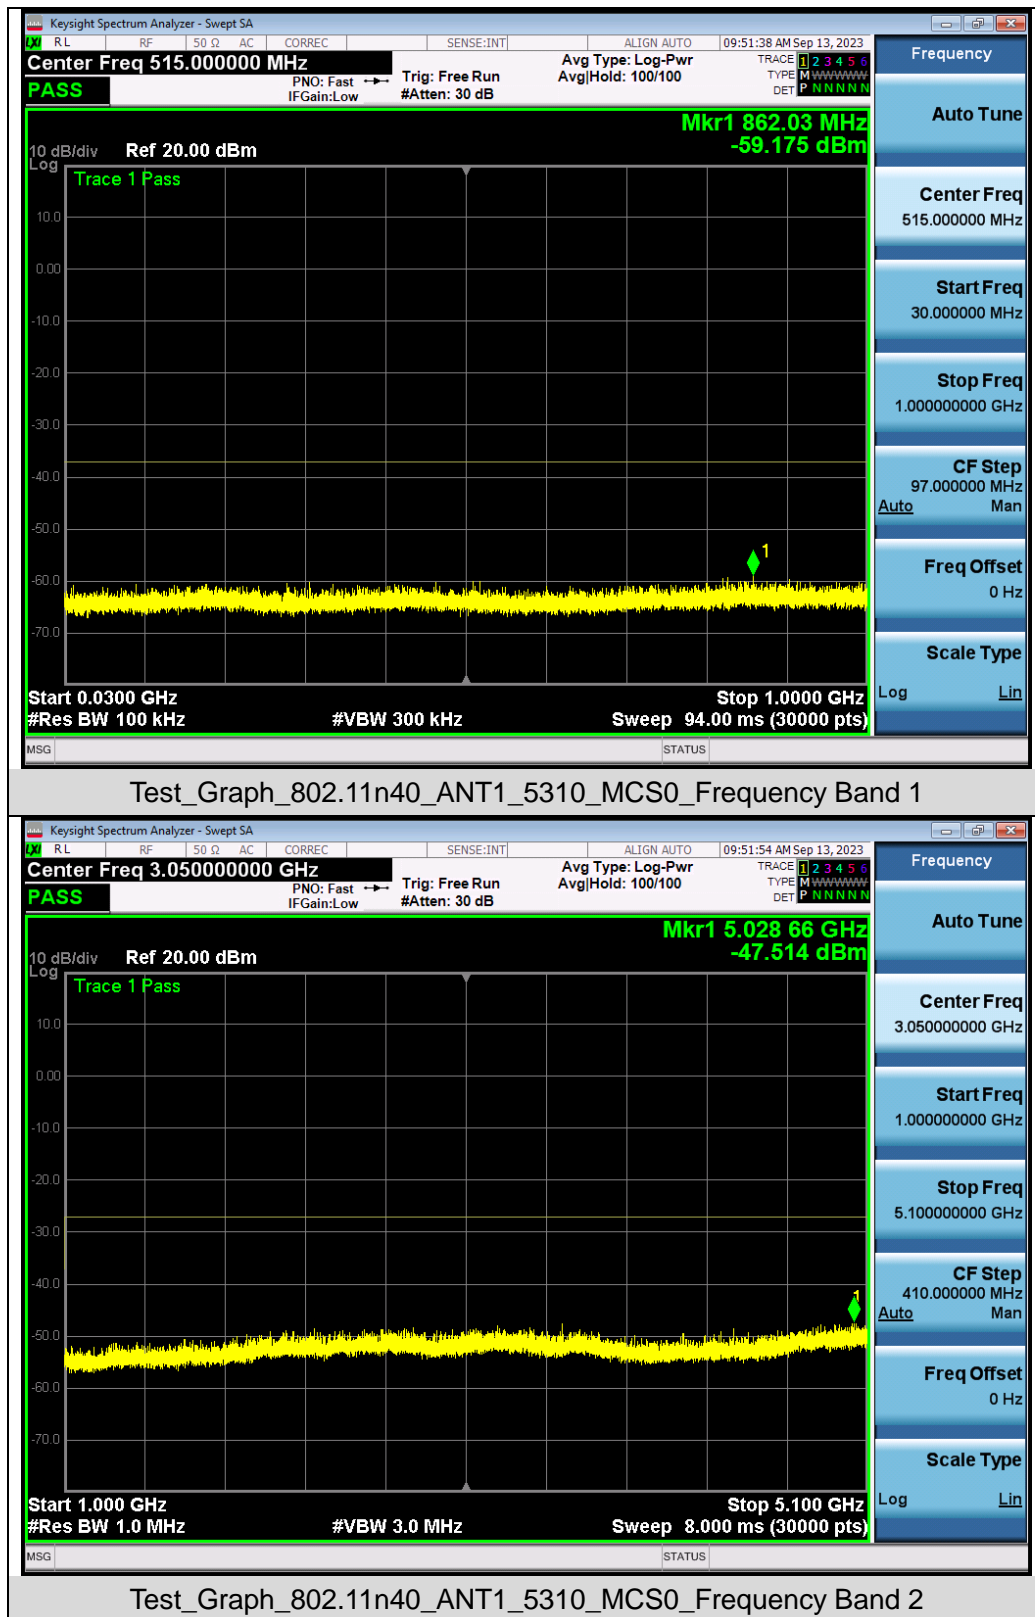 Keysight Spectrum Analyzer - Swept SA
LXI RL RF 50 Ω AC CORREC SENSE:INT ALIGN AUTO 09:51:38 AM Sep 13, 2023
Center Freq 515.000000 MHz
PASS
PNO: Fast
IFGain:Low
Trig: Free Run
#Atten: 30 dB
Avg Type: Log-Pwr
Avg|Hold: 100/100
TRACE 1 2 3 4 5 6
TYPE M WWWWW
DET P N N N N N
Mkr1 862.03 MHz
-59.175 dBm
10 dB/div Ref 20.00 dBm
Log
Trace 1 Pass
10.0
0.00
-10.0
-20.0
-30.0
-40.0
-50.0
-60.0
-70.0
1
Start 0.0300 GHz Stop 1.0000 GHz
#Res BW 100 kHz #VBW 300 kHz Sweep 94.00 ms (30000 pts)
MSG STATUS
Frequency
Auto Tune
Center Freq
515.000000 MHz
Start Freq
30.000000 MHz
Stop Freq
1.000000000 GHz
CF Step
97.000000 MHz
Auto Man
Freq Offset
0 Hz
Scale Type
Log Lin
Test_Graph_802.11n40_ANT1_5310_MCS0_Frequency Band 1
Keysight Spectrum Analyzer - Swept SA
LXI RL RF 50 Ω AC CORREC SENSE:INT ALIGN AUTO 09:51:54 AM Sep 13, 2023
Center Freq 3.050000000 GHz
PASS
PNO: Fast
IFGain:Low
Trig: Free Run
#Atten: 30 dB
Avg Type: Log-Pwr
Avg|Hold: 100/100
TRACE 1 2 3 4 5 6
TYPE M WWWWW
DET P N N N N N
Mkr1 5.028 66 GHz
-47.514 dBm
10 dB/div Ref 20.00 dBm
Log
Trace 1 Pass
10.0
0.00
-10.0
-20.0
-30.0
-40.0
-50.0
-60.0
-70.0
1
Start 1.000 GHz Stop 5.100 GHz
#Res BW 1.0 MHz #VBW 3.0 MHz Sweep 8.000 ms (30000 pts)
MSG STATUS
Frequency
Auto Tune
Center Freq
3.050000000 GHz
Start Freq
1.000000000 GHz
Stop Freq
5.100000000 GHz
CF Step
410.000000 MHz
Auto Man
Freq Offset
0 Hz
Scale Type
Log Lin
Test_Graph_802.11n40_ANT1_5310_MCS0_Frequency Band 2